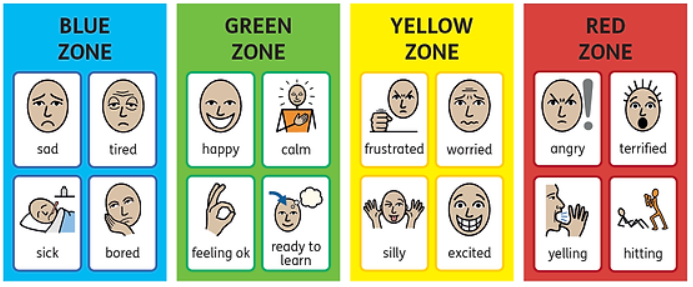 BLUE
ZONE
sad
tired
sick
bored
GREEN
ZONE
happy
calm
feeling ok
ready to
learn
YELLOW
ZONE
frustrated
worried
silly
excited
RED
ZONE
angry
terrified
yelling
hitting